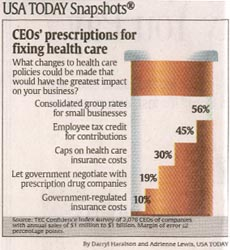 USA TODAY Snapshots®
CEOs' prescriptions for
fixing health care
What changes to health care
policies could be made that
would have the greatest impact
on your business?
Consolidated group rates
for small businesses
56%
Employee tax credit
for contributions
45%
Caps on health care
insurance costs
30%
Let government negotiate with
prescription drug companies
19%
Government-regulated
insurance costs
10%
Source: TEC Confidence Index survey of CEOs of companies
with annual sales of $1 million to $1 billion. Margin of error ±2
percentage points.
By Darryl Haralson and Adrienne Lewis, USA TODAY